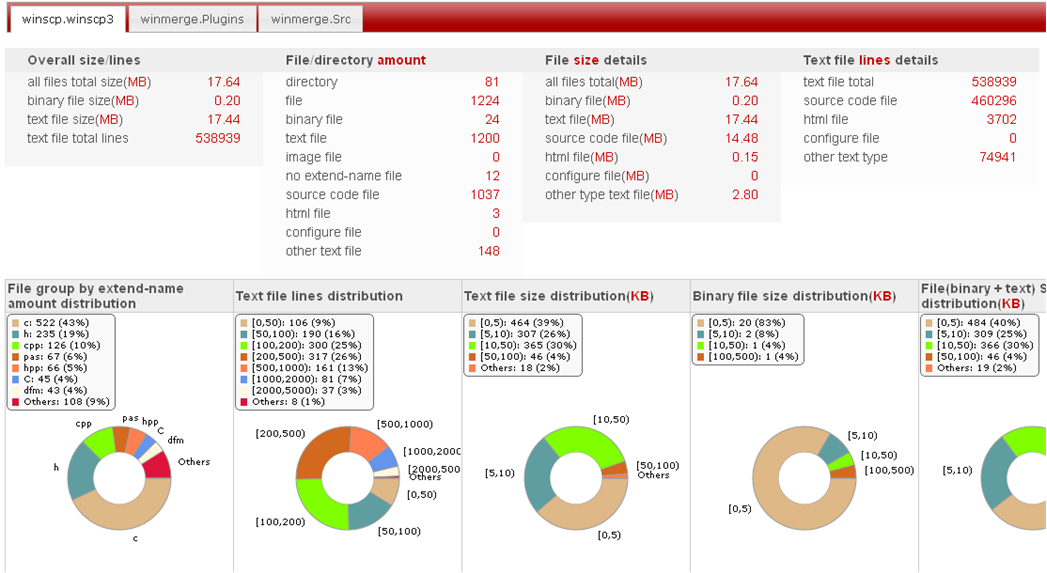 winscp.winscp3
winmerge.Plugins
winmerge.Src
Overall size/lines
all files total size(MB) 17.64
binary file size(MB) 0.20
text file size(MB) 17.44
text file total lines 538939
File/directory amount
directory 81
file 1224
binary file 24
text file 1200
image file 0
no extend-name file 12
source code file 1037
html file 3
configure file 0
other text file 148
File size details
all files total(MB) 17.64
binary file(MB) 0.20
text file(MB) 17.44
source code file(MB) 14.48
html file(MB) 0.15
configure file(MB) 0
other type text file(MB) 2.80
Text file lines details
text file total 538939
source code file 460296
html file 3702
configure file 0
other text type 74941
File group by extend-name
amount distribution
c: 522 (43%)
h: 235 (19%)
cpp: 126 (10%)
pas: 67 (6%)
hpp: 66 (5%)
C: 45 (4%)
dfm: 43 (4%)
Others: 108 (9%)
cpp
pas
hpp
C
dfm
Others
h
c
Text file lines distribution
[0,50): 106 (9%)
[50,100): 190 (16%)
[100,200): 300 (25%)
[200,500): 317 (26%)
[500,1000): 161 (13%)
[1000,2000): 81 (7%)
[2000,5000): 37 (3%)
Others: 8 (1%)
[500,1000)
[200,500)
[1000,2000
[2000,500
Others
[0,50)
[100,200)
[50,100)
Text file size distribution(KB)
[0,5): 464 (39%)
[5,10): 307 (26%)
[10,50): 365 (30%)
[50,100): 46 (4%)
Others: 18 (2%)
[10,50)
[50,100)
Others
[5,10)
[0,5)
Binary file size distribution(KB)
[0,5): 20 (83%)
[5,10): 2 (8%)
[10,50): 1 (4%)
[100,500): 1 (4%)
[5,10)
[10,50)
[100,500)
[0,5)
File(binary + text) S
distribution(KB)
[0,5): 484 (40%)
[5,10): 309 (25%)
[10,50): 366 (30%)
[50,100): 46 (4%)
Others: 19 (2%)
[5,10)